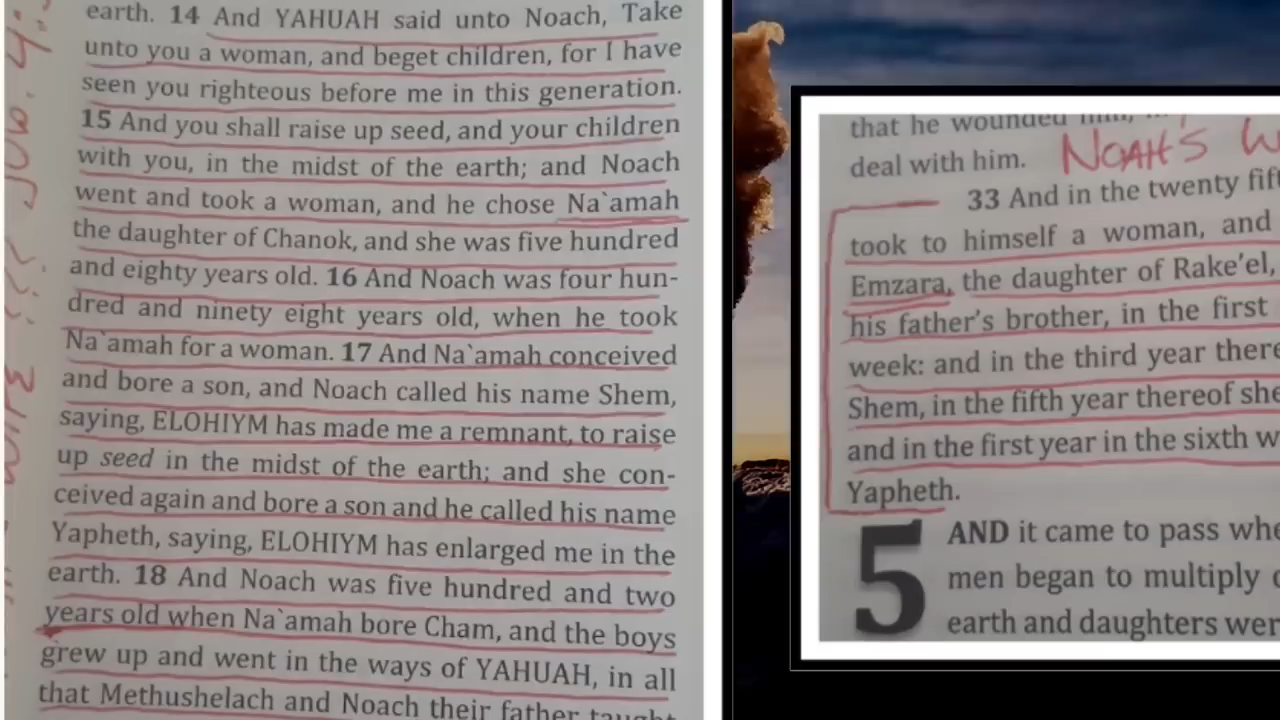 earth. 14 And YAHUAH said unto Noach, Take
unto you a woman, and beget children, for I have
seen you righteous before me in this generation.
15 And you shall raise up seed, and your children
with you, in the midst of the earth; and Noach
went and took a woman, and he chose Na`amah
the daughter of Chanok, and she was five hundred
and eighty years old. 16 And Noach was four hun-
dred and ninety eight years old, when he took
Na`amah for a woman. 17 And Na`amah conceived
and bore a son, and Noach called his name Shem,
saying, ELOHIYM has made me a remnant, to raise
up seed in the midst of the earth; and she con-
ceived again and bore a son and he called his name
Yapheth, saying, ELOHIYM has enlarged me in the
earth. 18 And Noach was five hundred and two
years old when Na`amah bore Cham, and the boys
grew up and went in the ways of YAHUAH, in all
that Methushelach and Noach their father taught
that he wounded him,
deal with him. NOAH'S W
33 And in the twenty fif
took to himself a woman, and
Emzara, the daughter of Rake'el,
his father's brother, in the first
week: and in the third year there
Shem, in the fifth year thereof she
and in the first year in the sixth w
Yapheth.
5 AND it came to pass whe
men began to multiply
earth and daughters wer